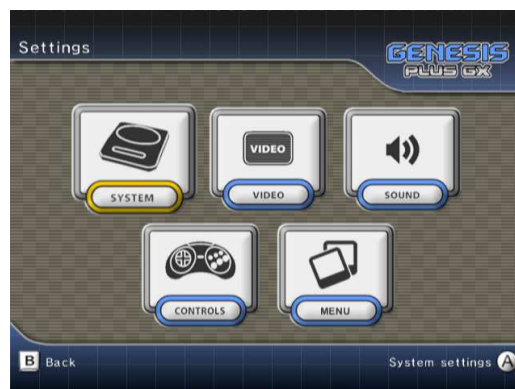 Settings
GENESIS
PLUS GX
VIDEO
SYSTEM
VIDEO
SOUND
CONTROLS
MENU
B Back
System settings A